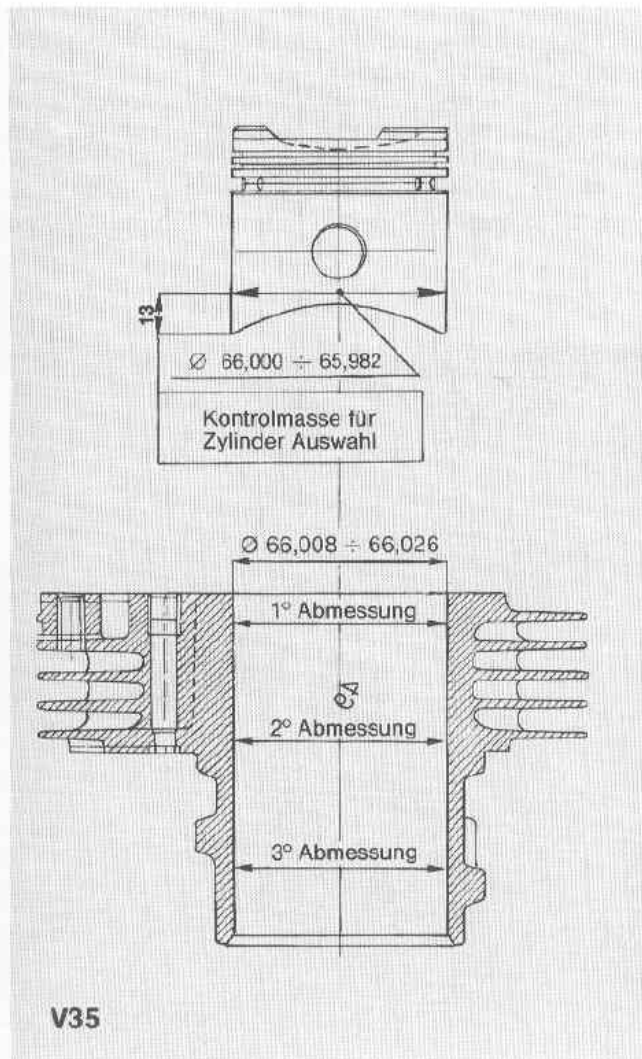 13
Ø 66,000 ÷ 65,982
Kontrolmasse für
Zylinder Auswahl
Ø 66,008 ÷ 66,026
1° Abmessung
2° Abmessung
3° Abmessung
V35